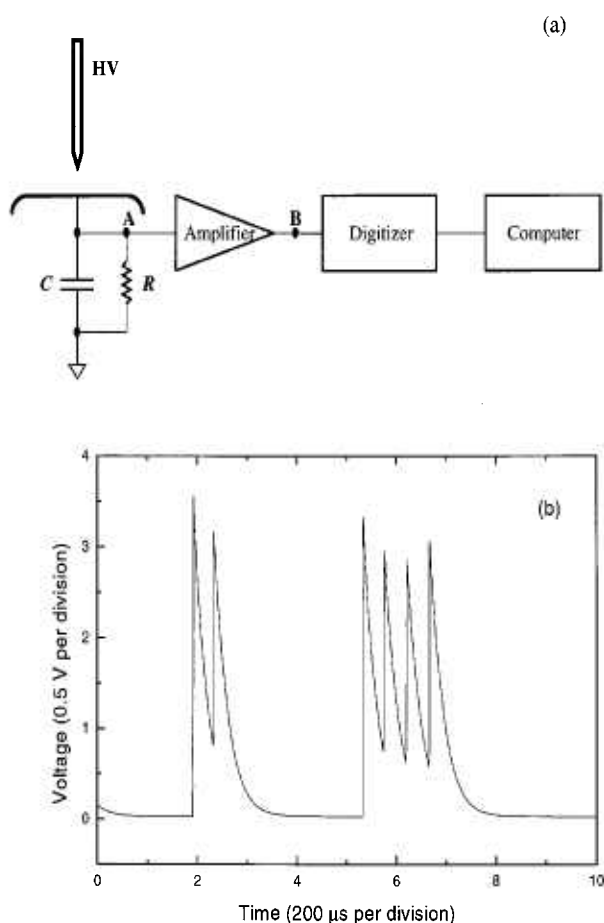 (a)
HV
A
Amplifier
B
Digitizer
Computer
C
R
(b)
Voltage (0.5 V per division)
4
3
2
1
0
0
2
4
6
8
10
Time (200 μs per division)